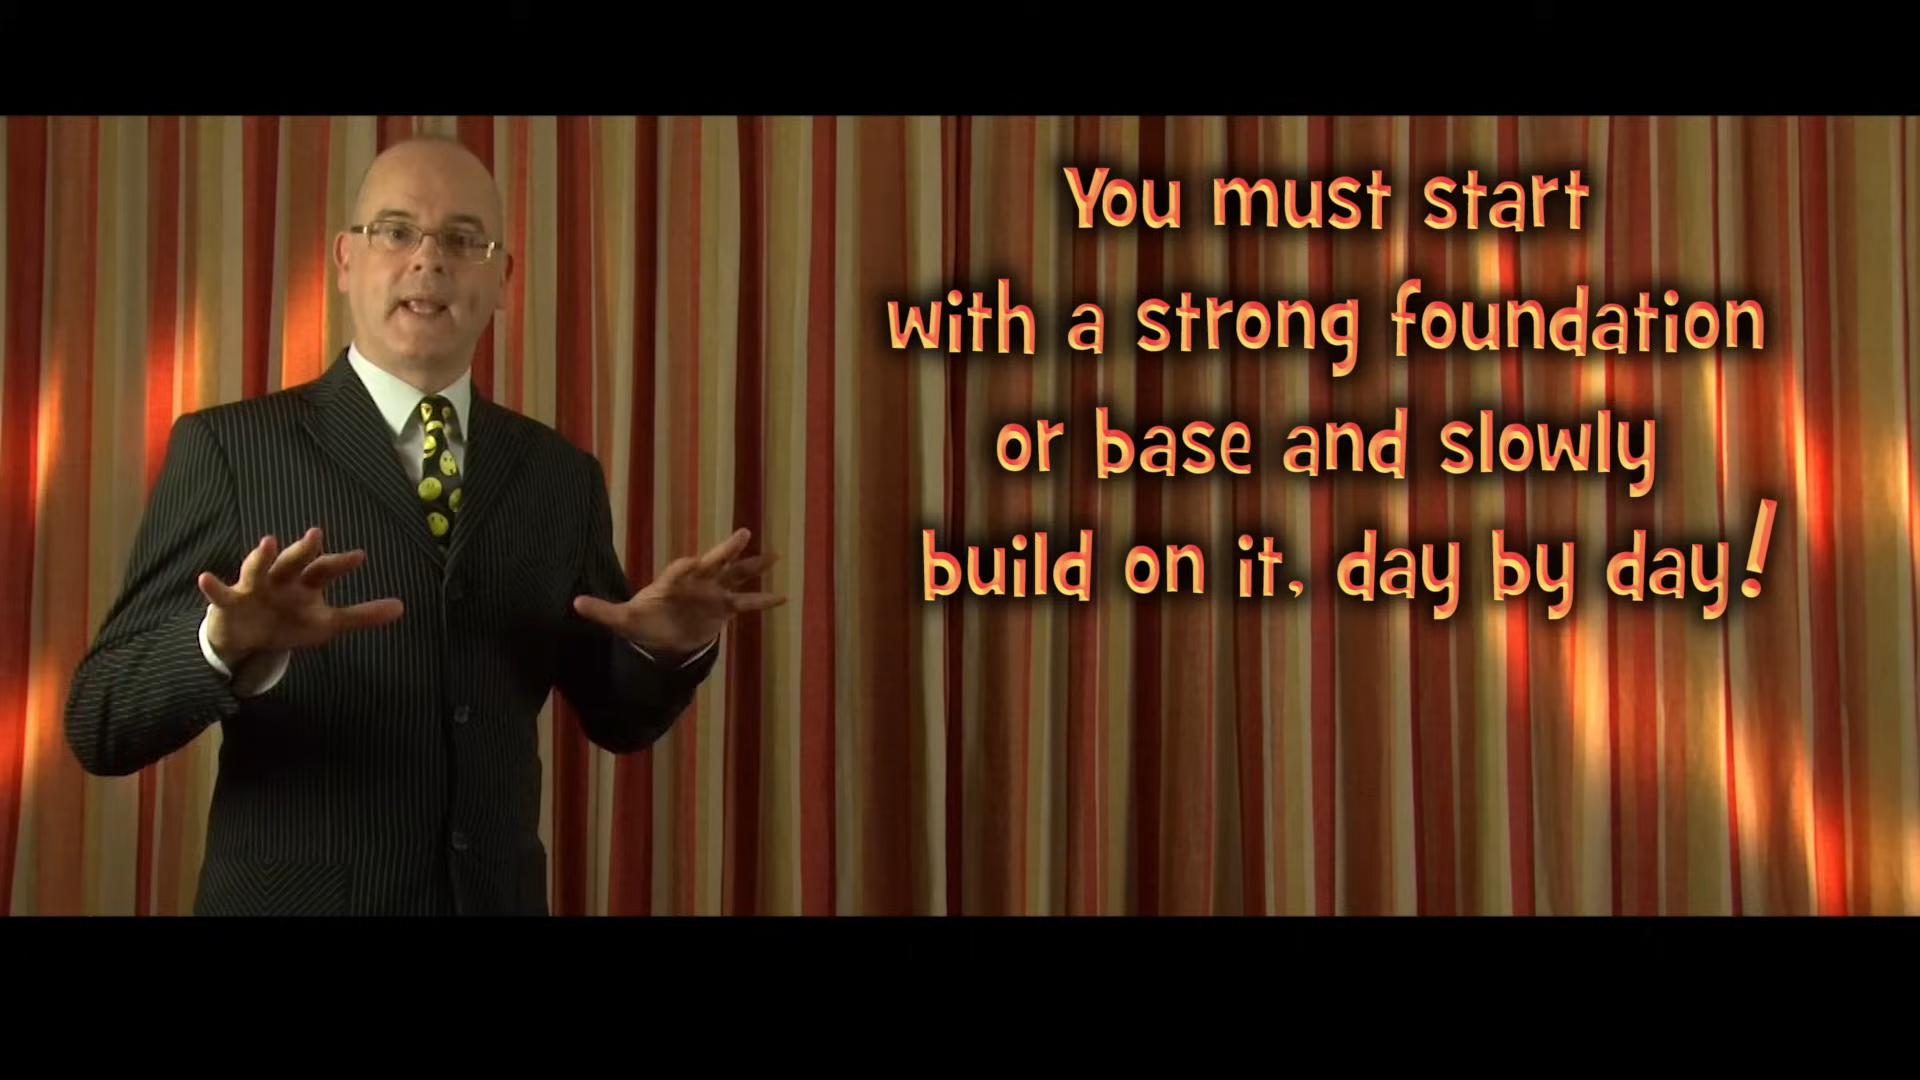 You must start
with a strong foundation
or base and slowly
build on it, day by day!